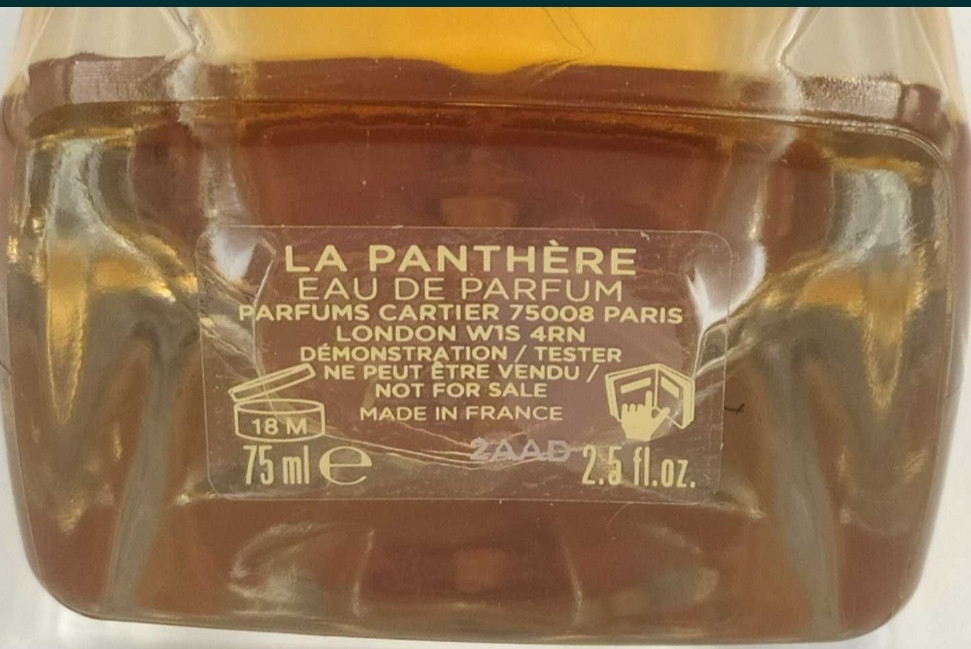 LA PANTHÈRE
EAU DE PARFUM
PARFUMS CARTIER 75008 PARIS
LONDON W1S 4RN
DÉMONSTRATION / TESTER
NE PEUT ÊTRE VENDU /
NOT FOR SALE
MADE IN FRANCE
18 M
2AAD
75 ml e 2.5 fl.oz.